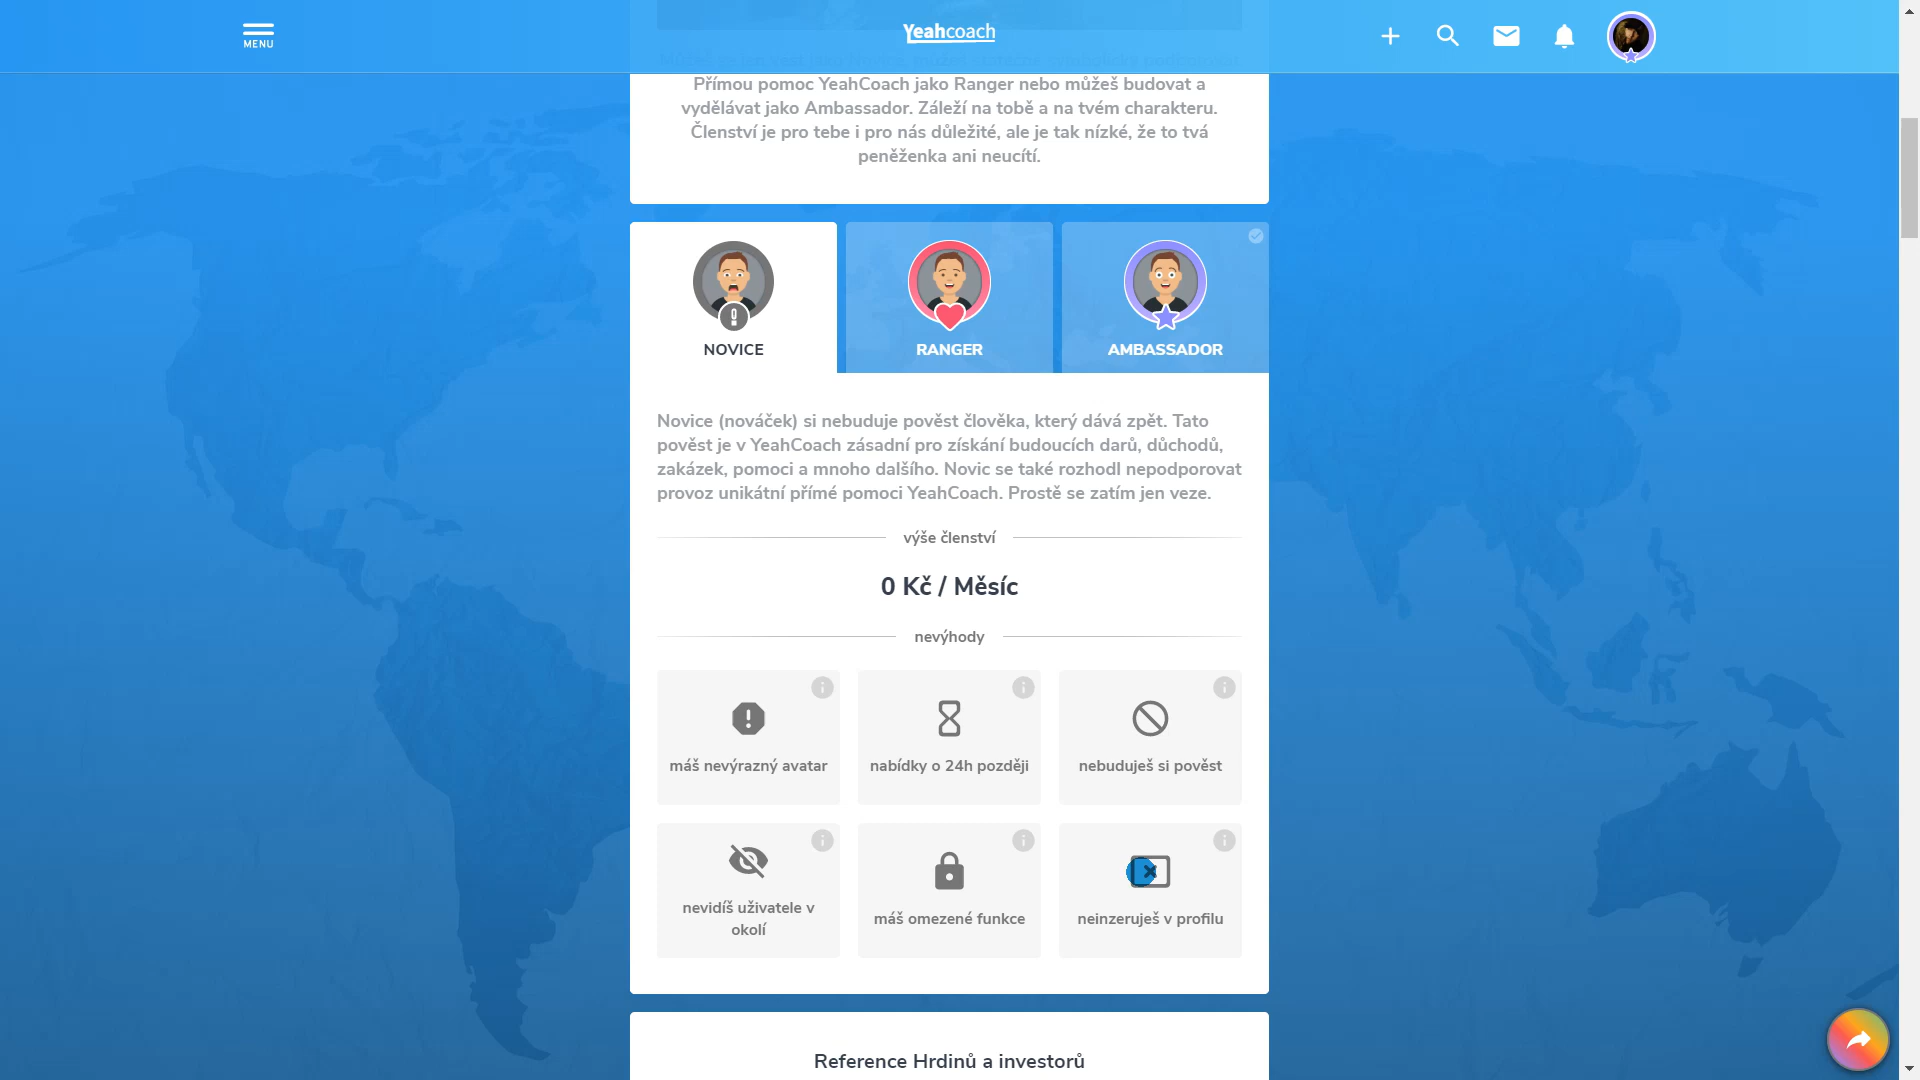 MENU
Yeahcoach
Přímou pomoc YeahCoach jako Ranger nebo můžeš budovat a
vydělávat jako Ambassador. Záleží na tobě a na tvém charakteru.
Členství je pro tebe i pro nás důležité, ale je tak nízké, že to tvá
peněženka ani neucítí.
NOVICE
RANGER
AMBASSADOR
Novice (nováček) si nebuduje pověst člověka, který dává zpět. Tato
pověst je v YeahCoach zásadní pro získání budoucích darů, důchodů,
zakázek, pomoci a mnoho dalšího. Novic se také rozhodl nepodporovat
provoz unikátní přímé pomoci YeahCoach. Prostě se zatím jen veze.
výše členství
0 Kč / Měsíc
nevýhody
máš nevýrazný avatar
nabídky o 24h později
nebuduješ si pověst
nevidíš uživatele v
okolí
máš omezené funkce
neinzeruješ v profilu
Reference Hrdinů a investorů